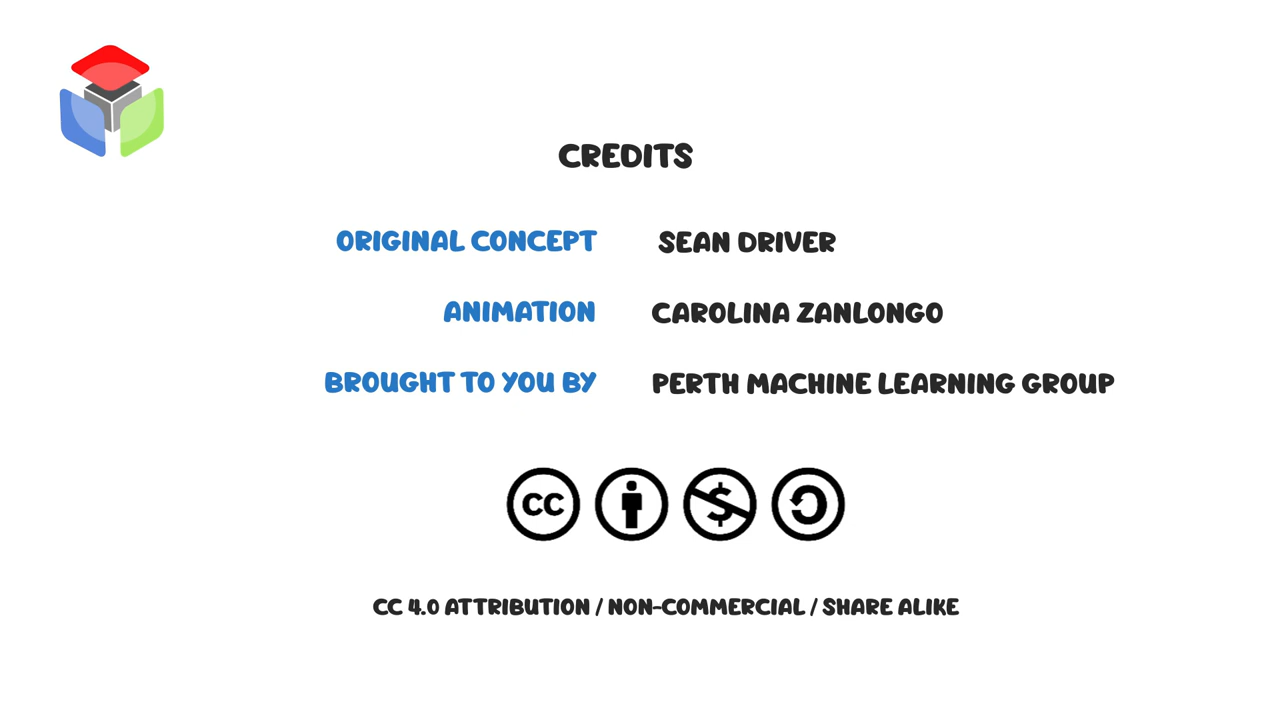 CREDITS
ORIGINAL CONCEPT SEAN DRIVER
ANIMATION CAROLINA ZANLONGO
BROUGHT TO YOU BY PERTH MACHINE LEARNING GROUP
CC $
CC 4.0 ATTRIBUTION / NON-COMMERCIAL / SHARE ALIKE